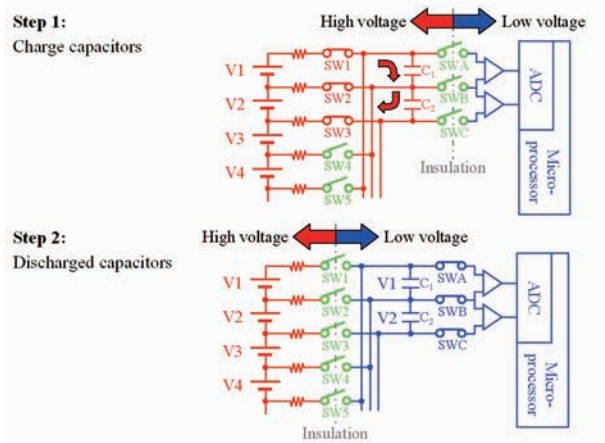 Step 1:
Charge capacitors
High voltage
Low voltage
V1
V2
V3
V4
SW1
SW2
SW3
SW4
SW5
C1
C2
SWA
SWB
SWC
Insulation
ADC
Micro-
processor
Step 2:
Discharged capacitors
High voltage
Low voltage
V1
V2
V3
V4
SW1
SW2
SW3
SW4
SW5
V1
C1
V2
C2
SWA
SWB
SWC
Insulation
ADC
Micro-
processor